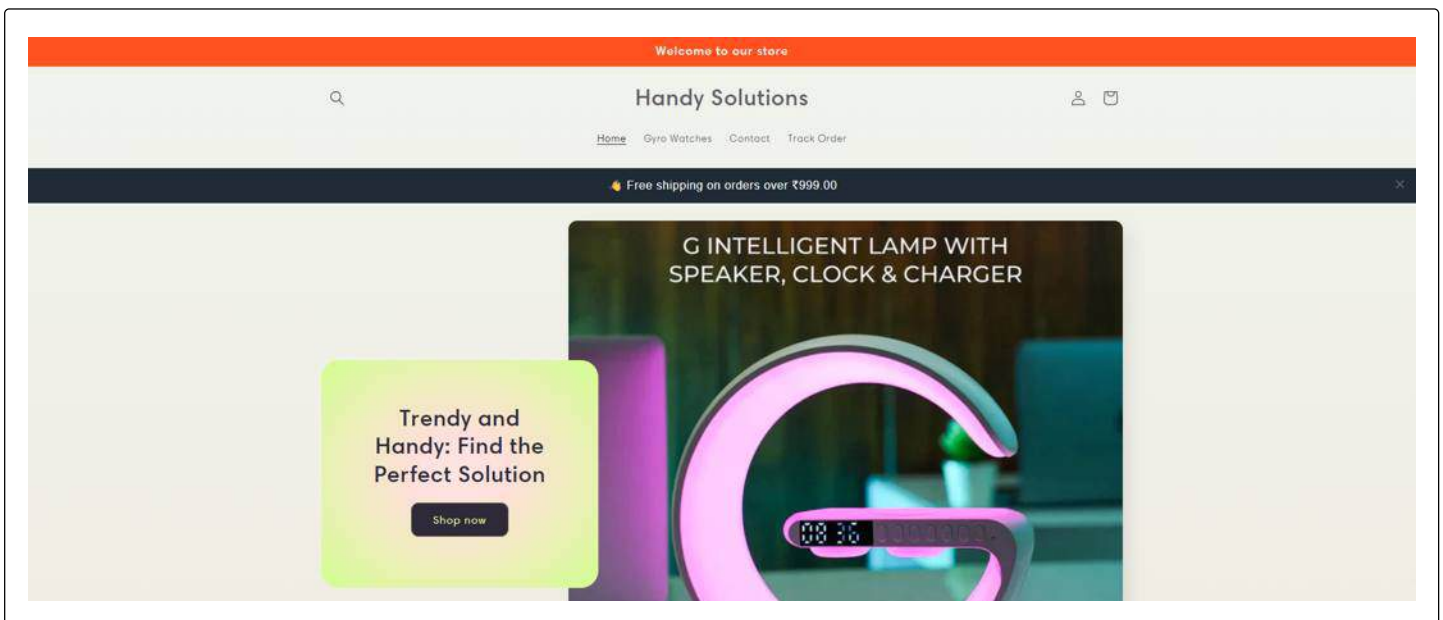 Welcome to our store
Handy Solutions
Home Gyro Watches Contact Track Order
👋 Free shipping on orders over ₹999.00
G INTELLIGENT LAMP WITH
SPEAKER, CLOCK & CHARGER
Trendy and
Handy: Find the
Perfect Solution
Shop now
08 36